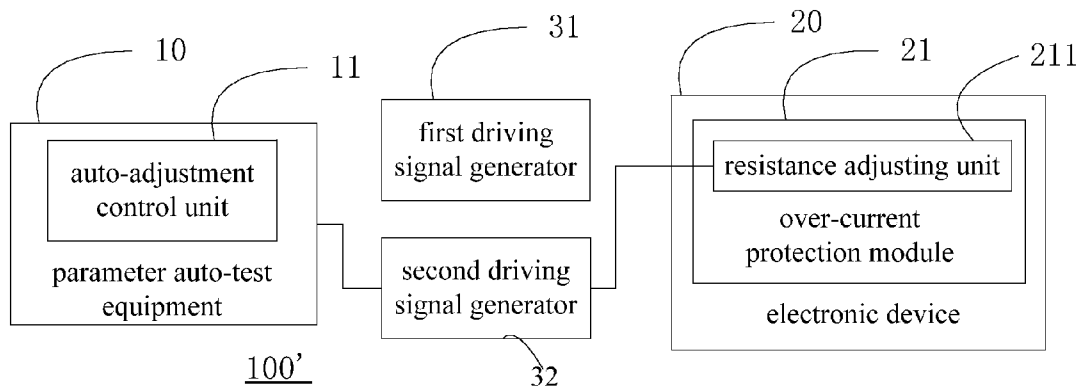 10
11
31
20
21
211
auto-adjustment
control unit
parameter auto-test
equipment
first driving
signal generator
second driving
signal generator
resistance adjusting unit
over-current
protection module
electronic device
100'
32